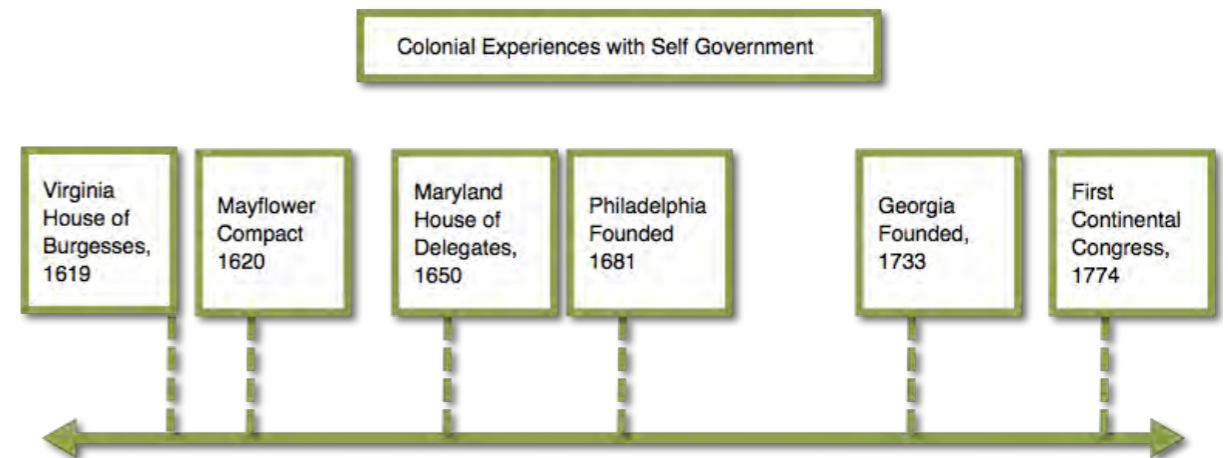 Colonial Experiences with Self Government
Virginia
House of
Burgesses,
1619
Mayflower
Compact
1620
Maryland
House of
Delegates,
1650
Philadelphia
Founded
1681
Georgia
Founded,
1733
First
Continental
Congress,
1774